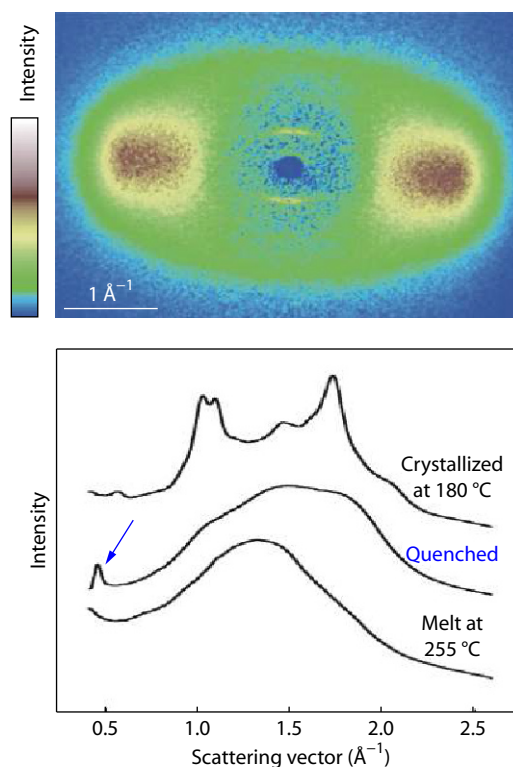 Intensity
1 Å⁻¹
Intensity
Crystallized
at 180 °C
Quenched
Melt at
255 °C
0.5 1.0 1.5 2.0 2.5
Scattering vector (Å⁻¹)